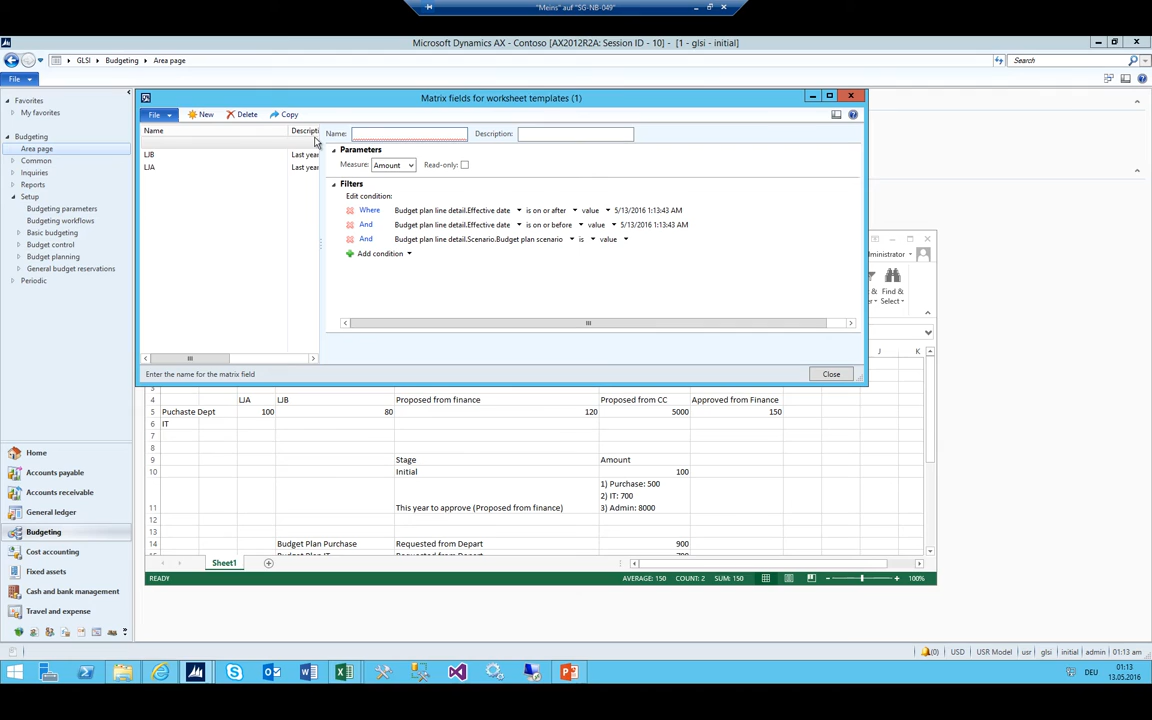 "Meins" auf "SG-NB-049"
Microsoft Dynamics AX - Contoso [AX2012R2A: Session ID - 10] - [1 - glsi - initial]
GLSI Budgeting Area page
Search
File
Favorites
My favorites
Budgeting
Area page
Common
Inquiries
Reports
Setup
Budget parameters
Budgeting workflows
Basic budgeting
Budget control
Budget planning
General budget reservations
Periodic
Home
Accounts payable
Accounts receivable
General ledger
Budgeting
Cost accounting
Fixed assets
Cash and bank management
Travel and expense
Matrix fields for worksheet templates (1)
File New Delete Copy
Name Descripti
LJB Last year
LJA Last year
Name: Description:
Parameters
Measure: Amount Read-only:
Filters
Edit condition:
Where Budget plan line detail.Effective date is on or after value 5/13/2016 1:13:43 AM
And Budget plan line detail.Effective date is on or before value 5/13/2016 1:13:43 AM
And Budget plan line detail.Scenario.Budget plan scenario is value
Add condition
Enter the name for the matrix field
Close
Find &
Select
J K
4 LJA LJB Proposed from finance Proposed from CC Approved from Finance
5 Puchaste Dept 100 80 120 5000 150
6 IT
7
8
9 Stage Amount
10 Initial 100
1) Purchase: 500
2) IT: 700
11 This year to approve (Proposed from finance) 3) Admin: 8000
12
13
14 Budget Plan Purchase Requested from Depart 900
Sheet1
READY AVERAGE: 150 COUNT: 2 SUM: 150 100%
(0) USD USR Model usr glsi initial admin 01:13 am
DEU 01:13
13.05.2016